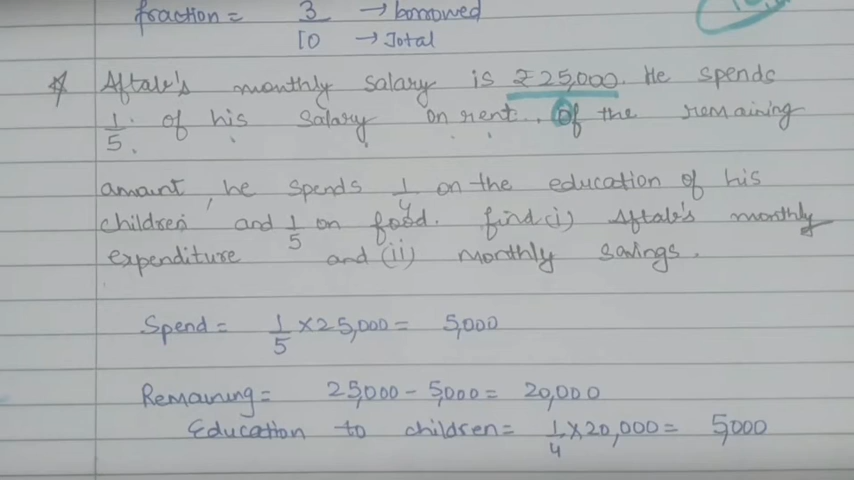 fraction = 3/10 → borrowed
→ Total
Aftab's monthly salary is ₹25,000. He spends
1/5 of his salary on rent. Of the remaining
amount, he spends 1/4 on the education of his
children and 1/5 on food. find (i) Aftab's monthly
expenditure and (ii) monthly savings.
Spend = 1/5 × 25,000 = 5,000
Remaining = 25,000 - 5,000 = 20,000
Education to children = 1/4 × 20,000 = 5,000